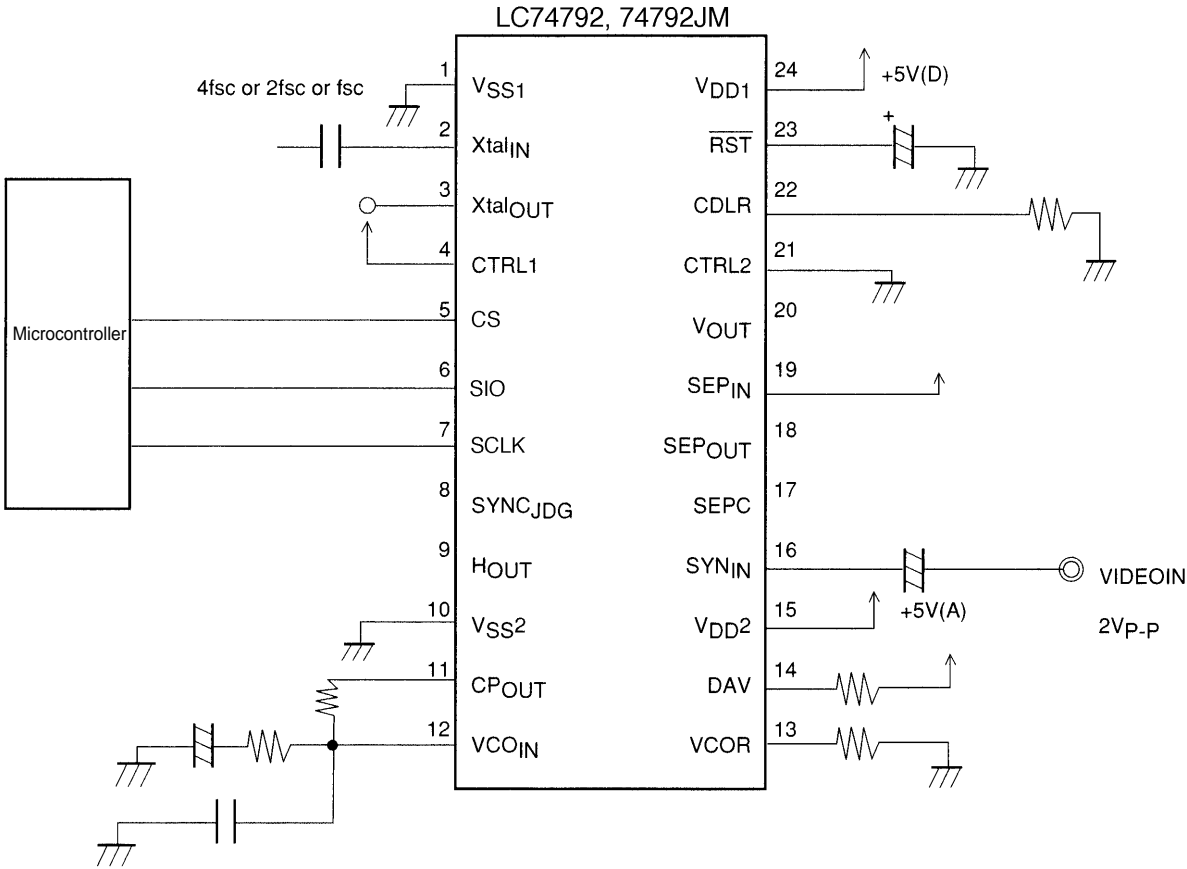 LC74792, 74792JM
4fsc or 2fsc or fsc
Microcontroller
1 VSS1
2 XtalIN
3 XtalOUT
4 CTRL1
5 CS
6 SIO
7 SCLK
8 SYNCJDG
9 HOUT
10 VSS2
11 CPOUT
12 VCOIN
VDD1 24
+5V(D)
RST 23
+
CDLR 22
CTRL2 21
VOUT 20
SEPIN 19
SEPOUT 18
SEPC 17
SYNIN 16
VIDEOIN
2VP-P
VDD2 15
+5V(A)
DAV 14
VCOR 13